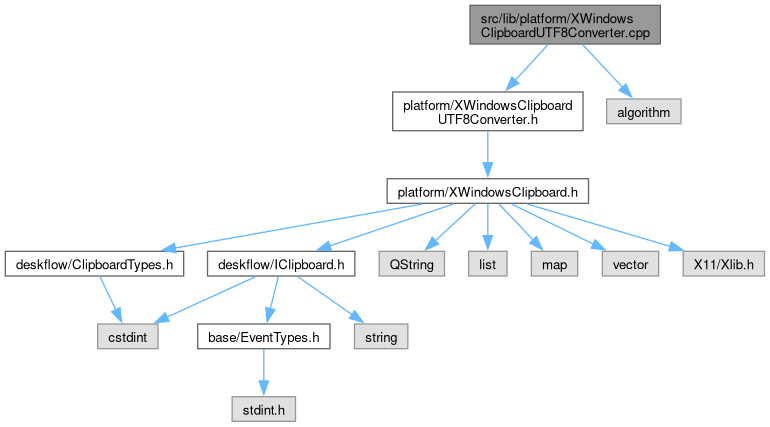 src/lib/platform/XWindows
ClipboardUTF8Converter.cpp
platform/XWindowsClipboard
UTF8Converter.h
algorithm
platform/XWindowsClipboard.h
deskflow/ClipboardTypes.h
deskflow/IClipboard.h
QString
list
map
vector
X11/Xlib.h
cstdint
base/EventTypes.h
string
stdint.h